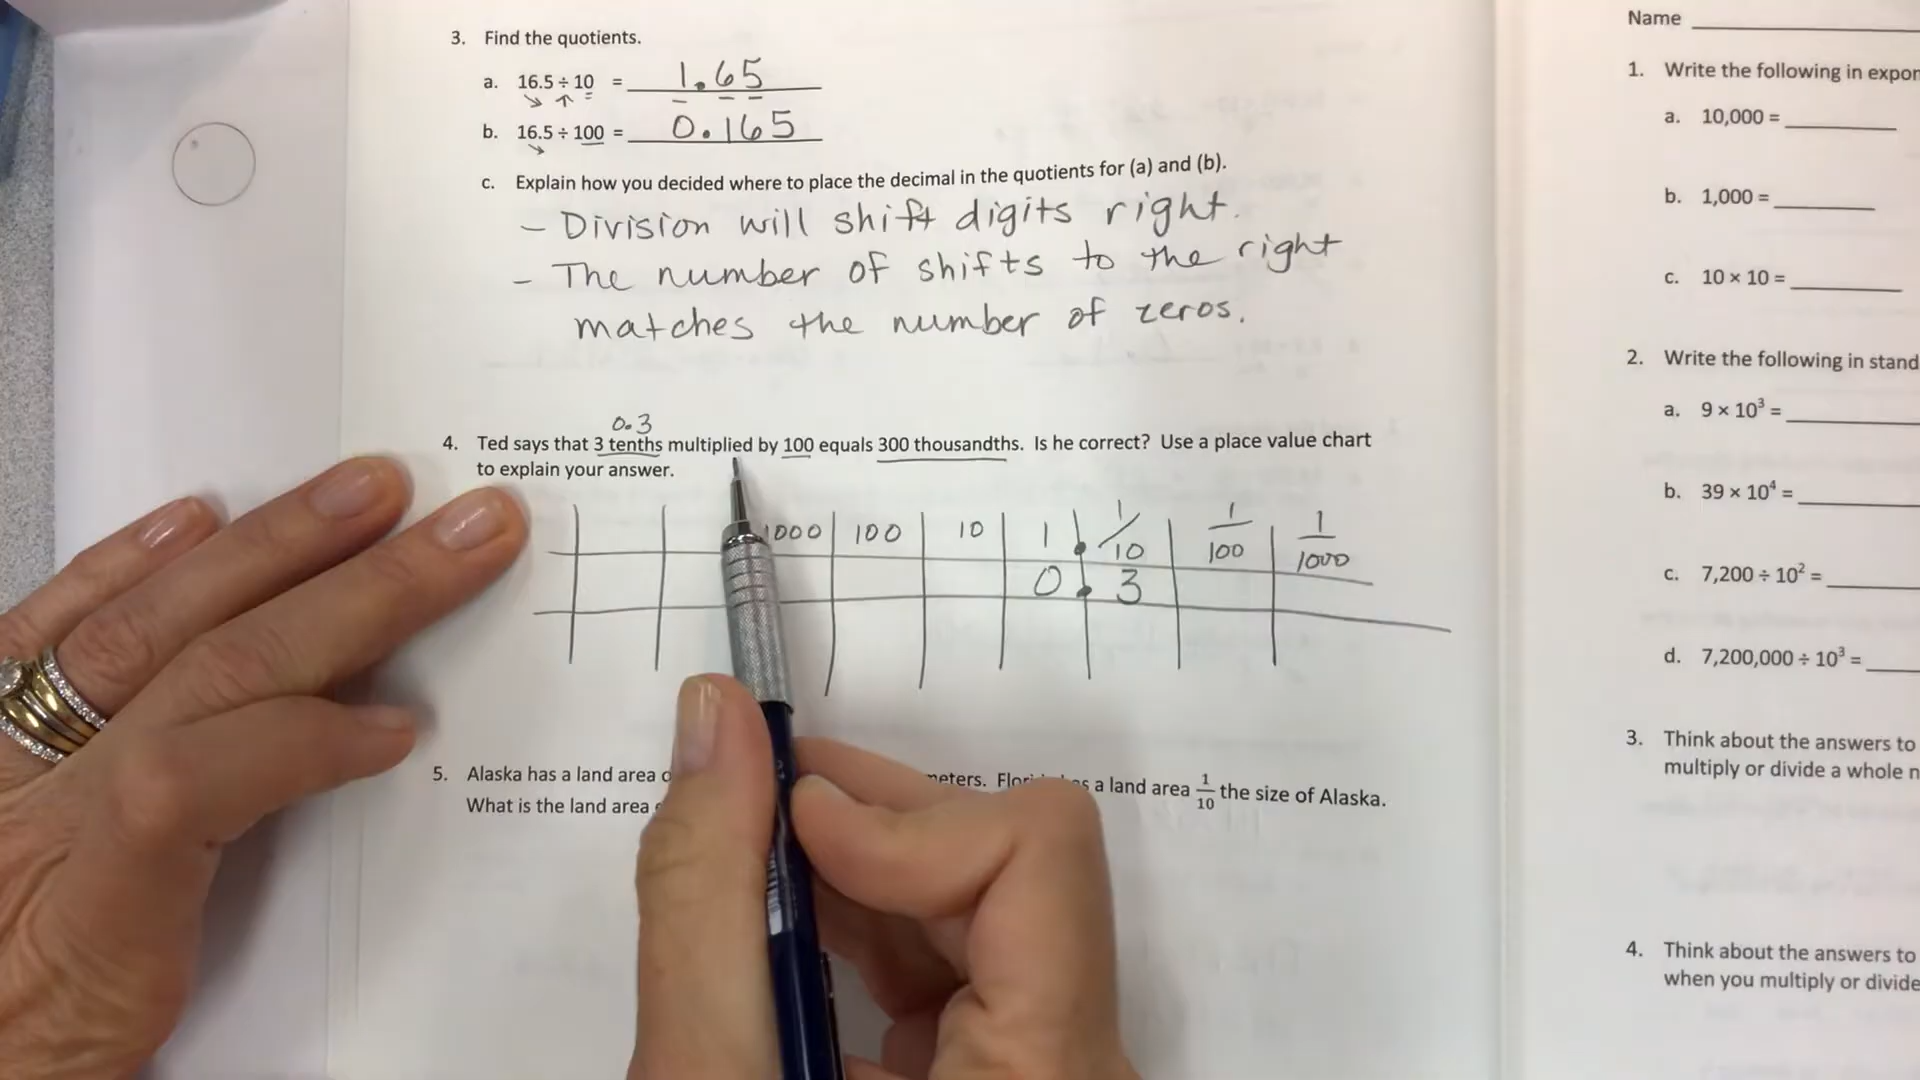 3. Find the quotients.
a. 16.5 ÷ 10 = 1.65
b. 16.5 ÷ 100 = 0.165
c. Explain how you decided where to place the decimal in the quotients for (a) and (b).
- Division will shift digits right.
- The number of shifts to the right
matches the number of zeros.
0.3
4. Ted says that 3 tenths multiplied by 100 equals 300 thousandths. Is he correct? Use a place value chart
to explain your answer.
1000 100 10 1 . 1/10 1/100 1/1000
0 . 3
5. Alaska has a land area a land area 1/10 the size of Alaska.
What is the land area
Name
1. Write the following in
a. 10,000 =
b. 1,000 =
c. 10 × 10 =
2. Write the following in
a. 9 × 10³ =
b. 39 × 10⁴ =
c. 7,200 ÷ 10² =
d. 7,200,000 ÷ 10³ =
3. Think about the answers to
multiply or divide a whole
4. Think about the answers to
when you multiply or divide